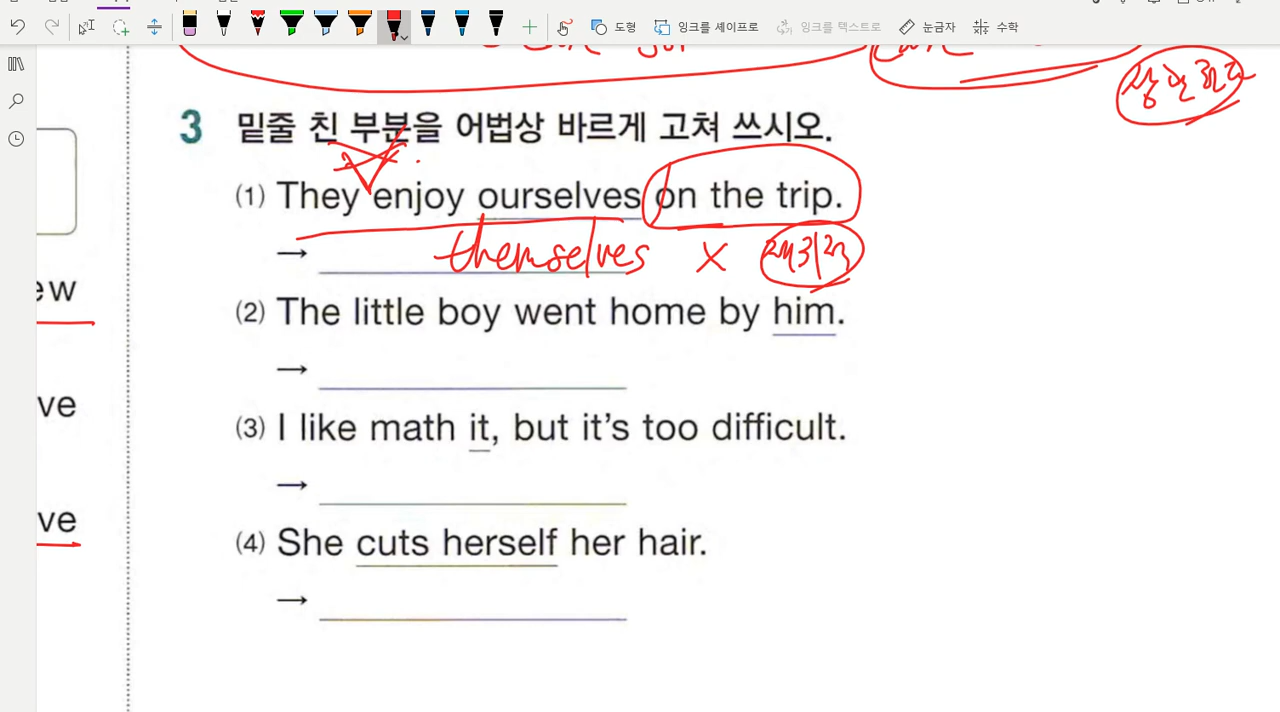 도형 잉크를 셰이프로 잉크를 텍스트로 눈금자 수학
3 밑줄 친 부분을 어법상 바르게 고쳐 쓰시오.
(1) They enjoy ourselves on the trip.
→ themselves X
ew
(2) The little boy went home by him.
→
ve
(3) I like math it, but it's too difficult.
→
ve
(4) She cuts herself her hair.
→